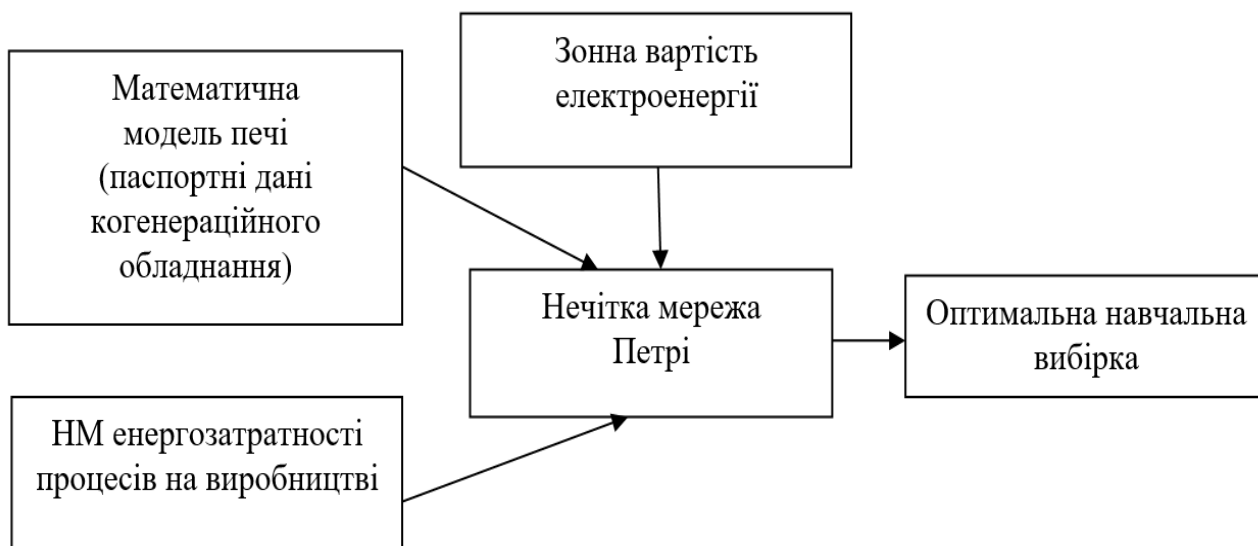 Математична
модель печі
(паспортні дані
когенераційного
обладнання)
Зонна вартість
електроенергії
Нечітка мережа
Петрі
Оптимальна навчальна
вибірка
НМ енергозатратності
процесів на виробництві